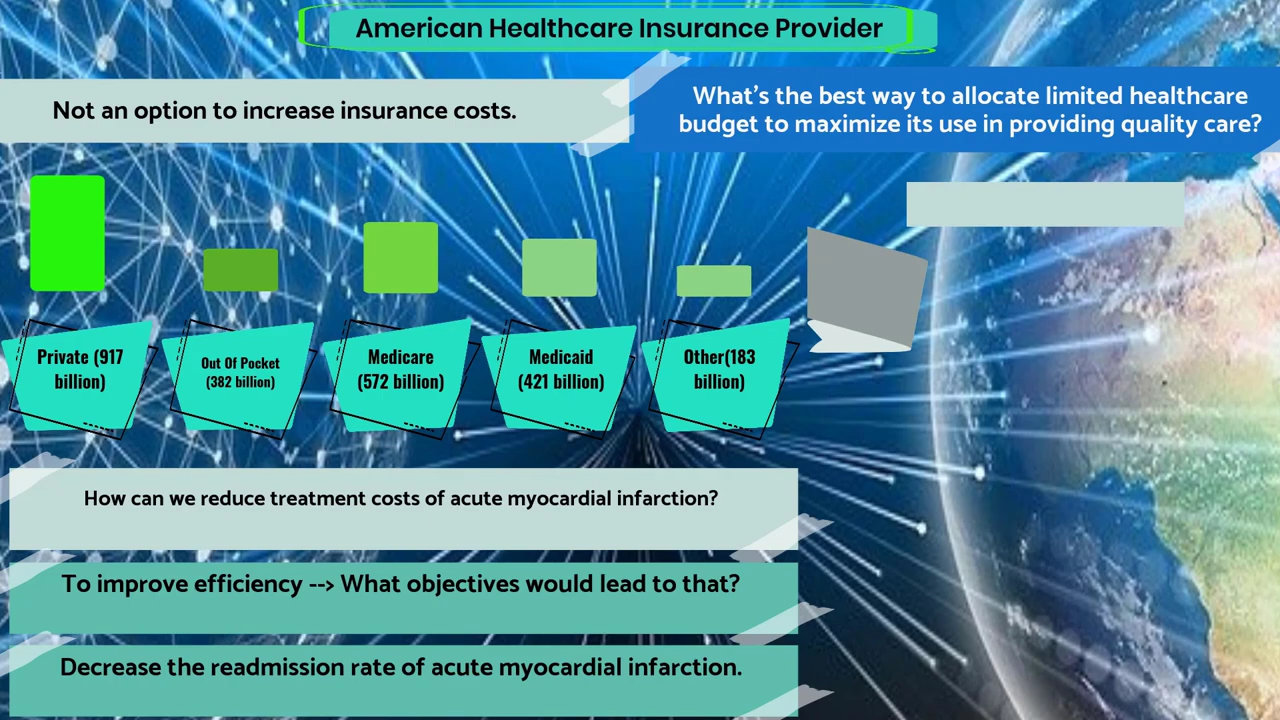 American Healthcare Insurance Provider
Not an option to increase insurance costs.
What's the best way to allocate limited healthcare
budget to maximize its use in providing quality care?
Private (917
billion)
Out Of Pocket
(382 billion)
Medicare
(572 billion)
Medicaid
(421 billion)
Other(183
billion)
How can we reduce treatment costs of acute myocardial infarction?
To improve efficiency --> What objectives would lead to that?
Decrease the readmission rate of acute myocardial infarction.